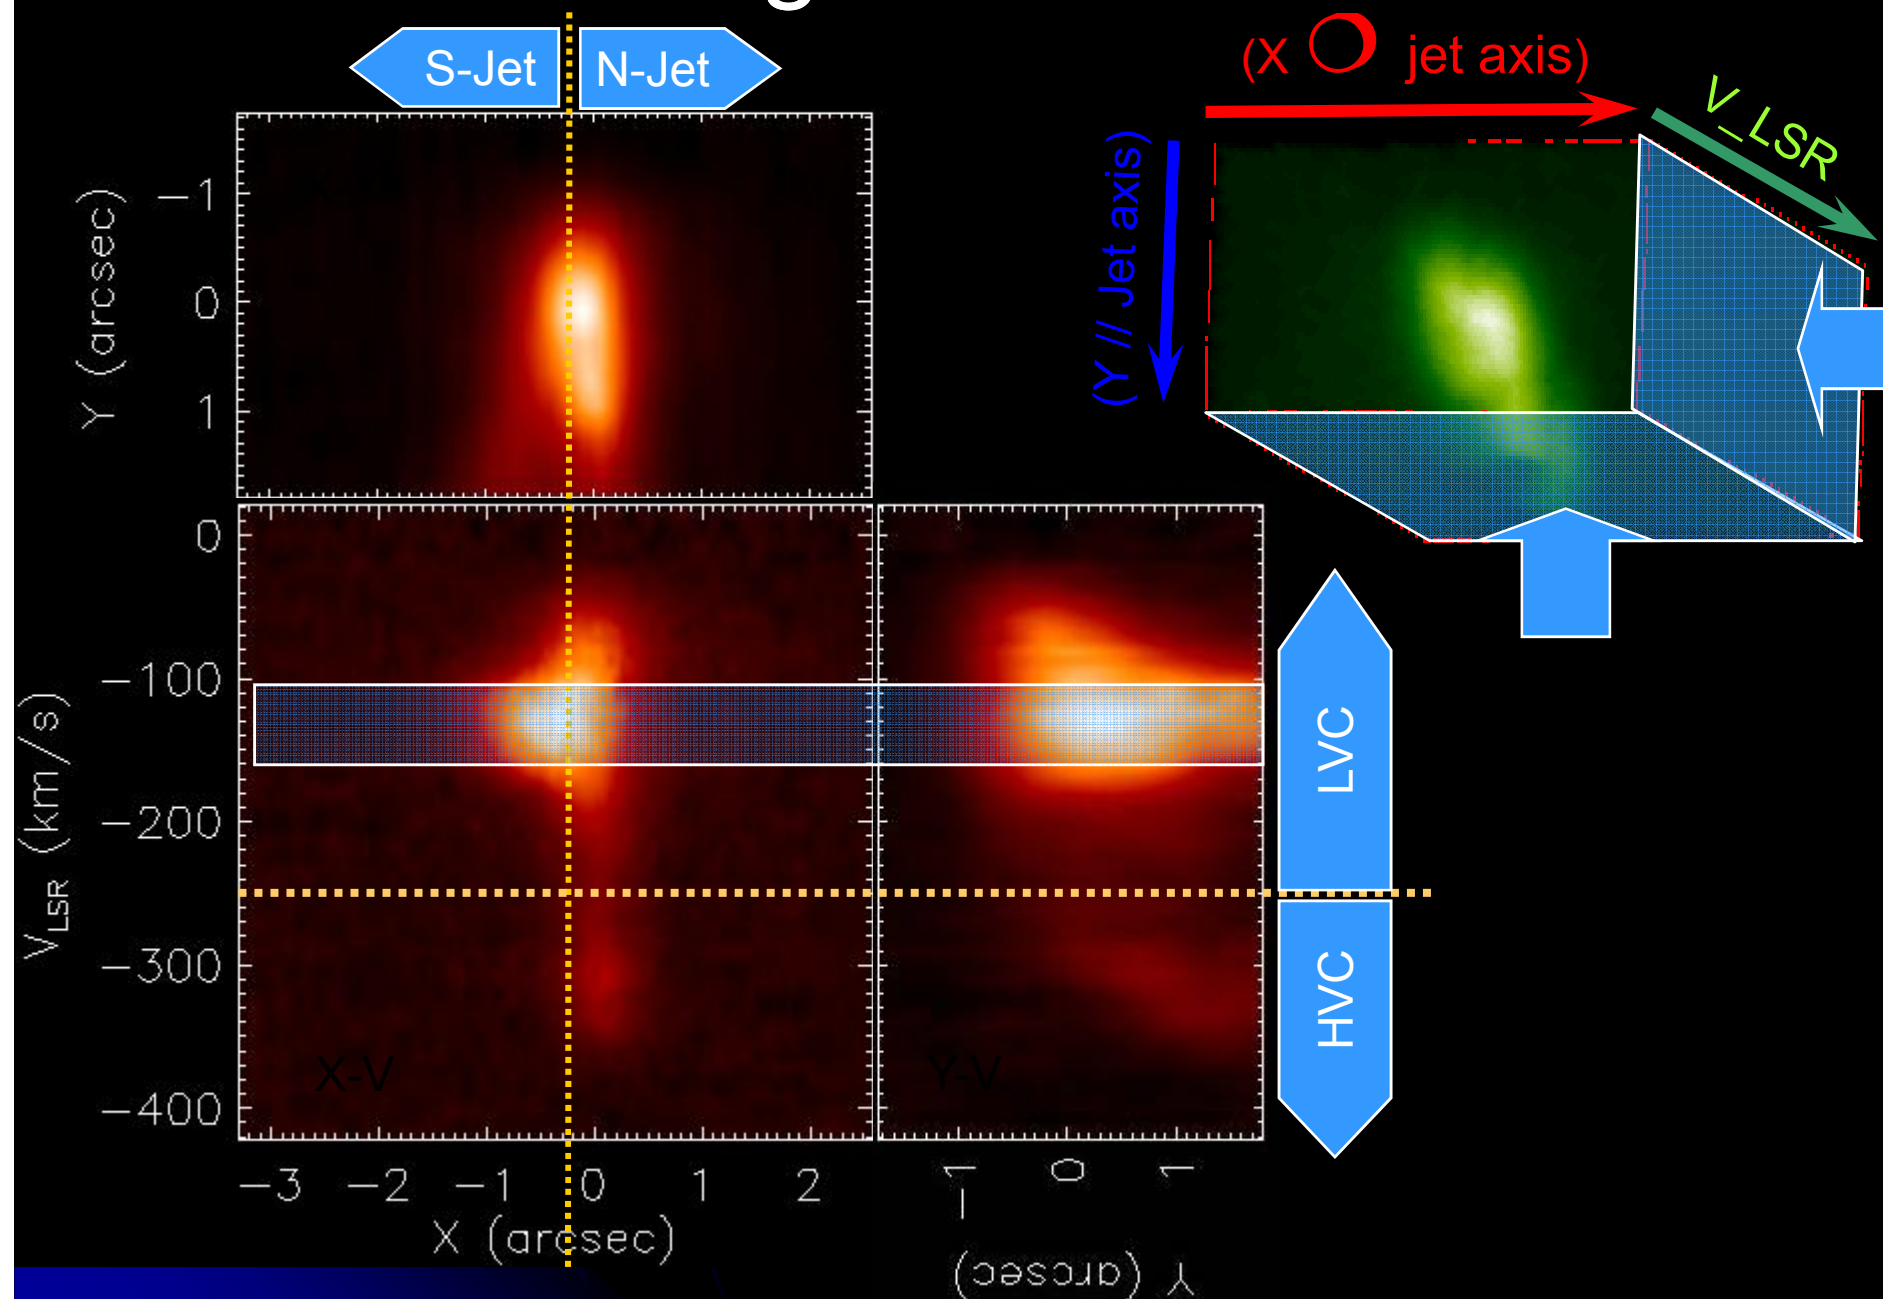 S-Jet
N-Jet
(X ❍ jet axis)
V_LSR
(Y // Jet axis)
Y (arcsec)
−1
0
1
0
−100
−200
−300
−400
V_LSR (km/s)
X-V
Y-V
LVC
HVC
−3 −2 −1 0 1 2
X (arcsec)
−1 0 1
Y (arcsec)